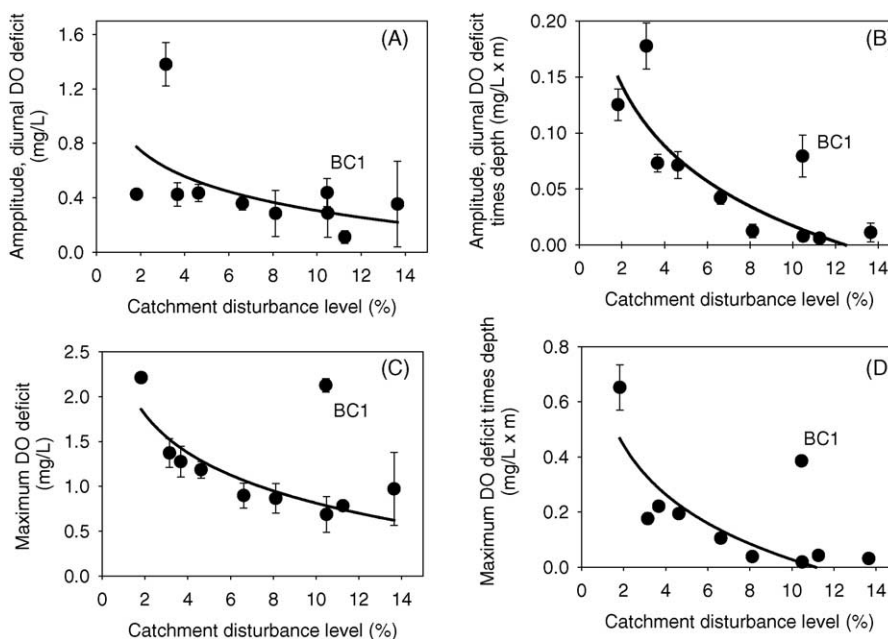 Ampplitude, diurnal DO deficit
(mg/L)
1.6
1.2
0.8
0.4
0.0
(A)
BC1
0 2 4 6 8 10 12 14
Catchment disturbance level (%)
Amplitude, diurnal DO deficit
times depth (mg/L x m)
0.20
0.15
0.10
0.05
0.00
(B)
BC1
0 2 4 6 8 10 12 14
Catchment disturbance level (%)
Maximum DO deficit
(mg/L)
2.5
2.0
1.5
1.0
0.5
0.0
(C)
BC1
0 2 4 6 8 10 12 14
Catchment disturbance level (%)
Maximum DO deficit times depth
(mg/L x m)
0.8
0.6
0.4
0.2
0.0
(D)
BC1
0 2 4 6 8 10 12 14
Catchment disturbance level (%)